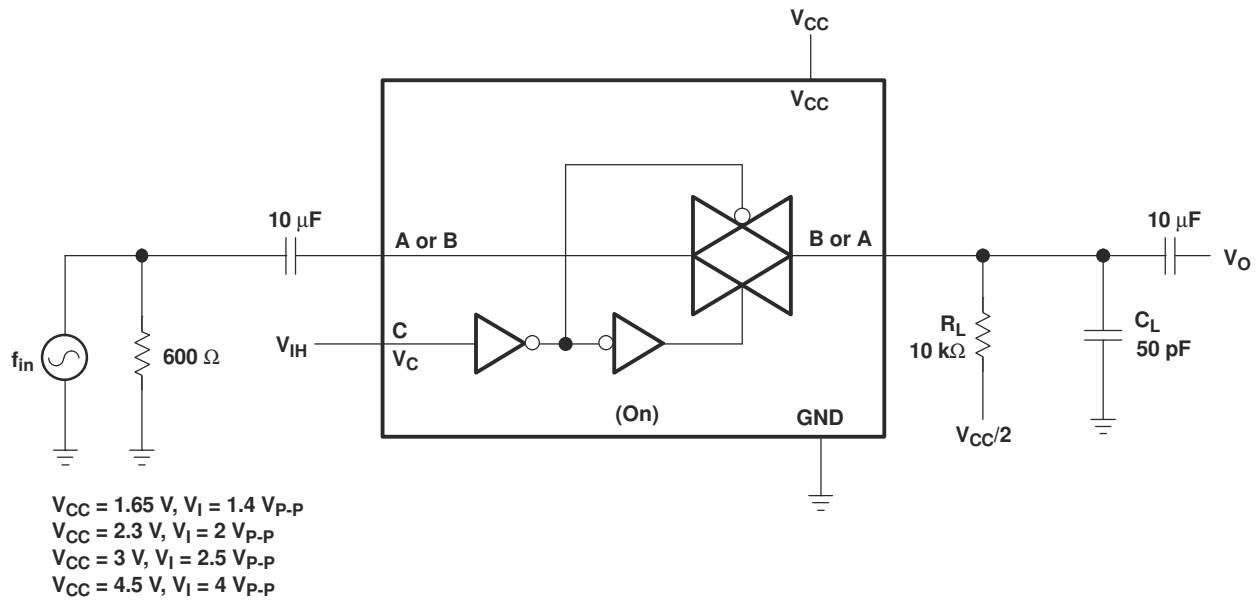 VCC
VCC
10 μF
A or B
B or A
10 μF
VO
fin
600 Ω
VIH
C
VC
RL
10 kΩ
CL
50 pF
(On)
GND
VCC/2
VCC = 1.65 V, VI = 1.4 VP-P
VCC = 2.3 V, VI = 2 VP-P
VCC = 3 V, VI = 2.5 VP-P
VCC = 4.5 V, VI = 4 VP-P